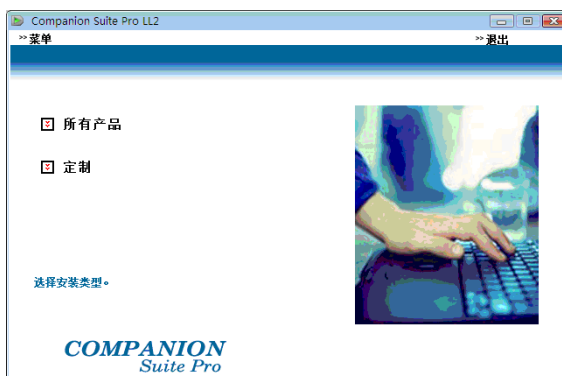 Companion Suite Pro LL2
>> 菜单
>> 退出
所有产品
定制
选择安装类型。
COMPANION
Suite Pro